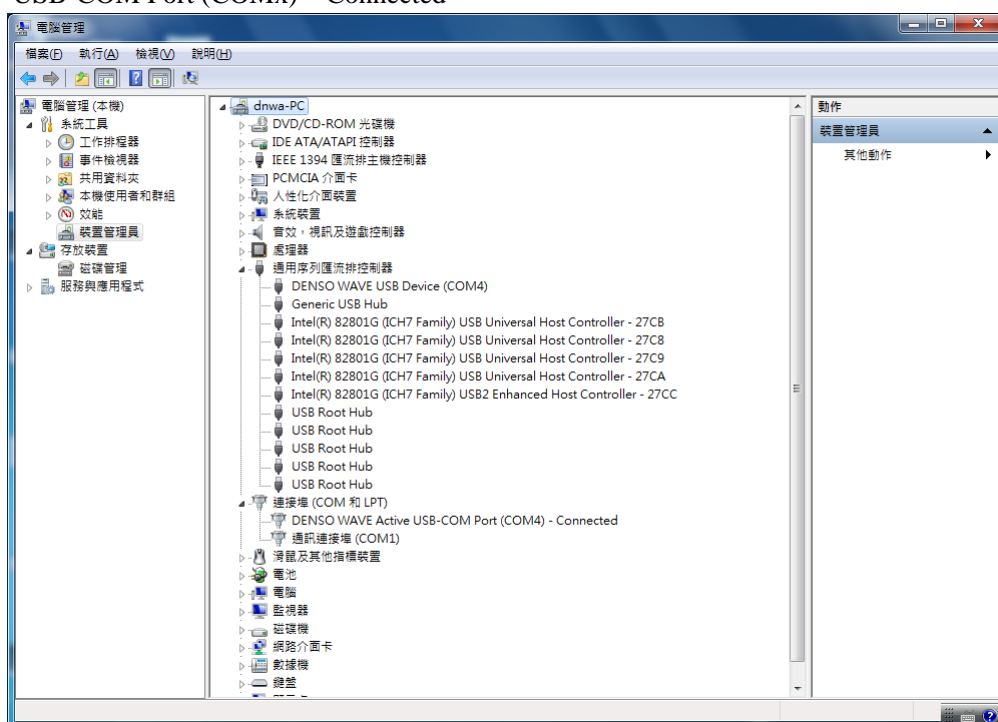 USB-COM Port (COMx) – Connected
電腦管理
檔案(F) 執行(A) 檢視(V) 說明(H)
電腦管理 (本機)
系統工具
工作排程器
事件檢視器
共用資料夾
本機使用者和群組
效能
裝置管理員
存放裝置
磁碟管理
服務與應用程式
dnwa-PC
DVD/CD-ROM 光碟機
IDE ATA/ATAPI 控制器
IEEE 1394 匯流排主機控制器
PCMCIA 介面卡
人性化介面裝置
系統裝置
音效，視訊及遊戲控制器
處理器
通用序列匯流排控制器
DENSO WAVE USB Device (COM4)
Generic USB Hub
Intel(R) 82801G (ICH7 Family) USB Universal Host Controller - 27CB
Intel(R) 82801G (ICH7 Family) USB Universal Host Controller - 27C8
Intel(R) 82801G (ICH7 Family) USB Universal Host Controller - 27C9
Intel(R) 82801G (ICH7 Family) USB Universal Host Controller - 27CA
Intel(R) 82801G (ICH7 Family) USB2 Enhanced Host Controller - 27CC
USB Root Hub
USB Root Hub
USB Root Hub
USB Root Hub
USB Root Hub
連接埠 (COM 和 LPT)
DENSO WAVE Active USB-COM Port (COM4) - Connected
通訊連接埠 (COM1)
滑鼠及其他指標裝置
電池
電腦
監視器
磁碟機
網路介面卡
數據機
鍵盤
動作
裝置管理員
其他動作